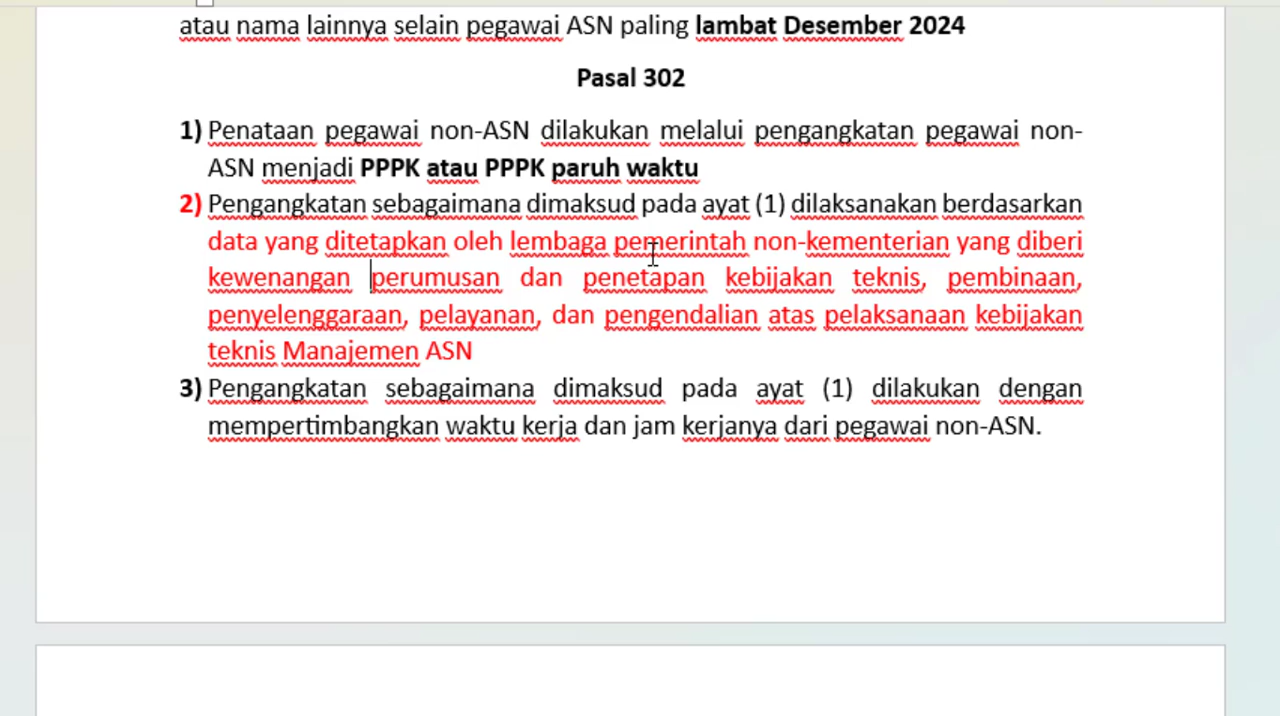 atau nama lainnya selain pegawai ASN paling lambat Desember 2024
Pasal 302
1) Penataan pegawai non-ASN dilakukan melalui pengangkatan pegawai non-
ASN menjadi PPPK atau PPPK paruh waktu
2) Pengangkatan sebagaimana dimaksud pada ayat (1) dilaksanakan berdasarkan
data yang ditetapkan oleh lembaga pemerintah non-kementerian yang diberi
kewenangan perumusan dan penetapan kebijakan teknis, pembinaan,
penyelenggaraan, pelayanan, dan pengendalian atas pelaksanaan kebijakan
teknis Manajemen ASN
3) Pengangkatan sebagaimana dimaksud pada ayat (1) dilakukan dengan
mempertimbangkan waktu kerja dan jam kerjanya dari pegawai non-ASN.